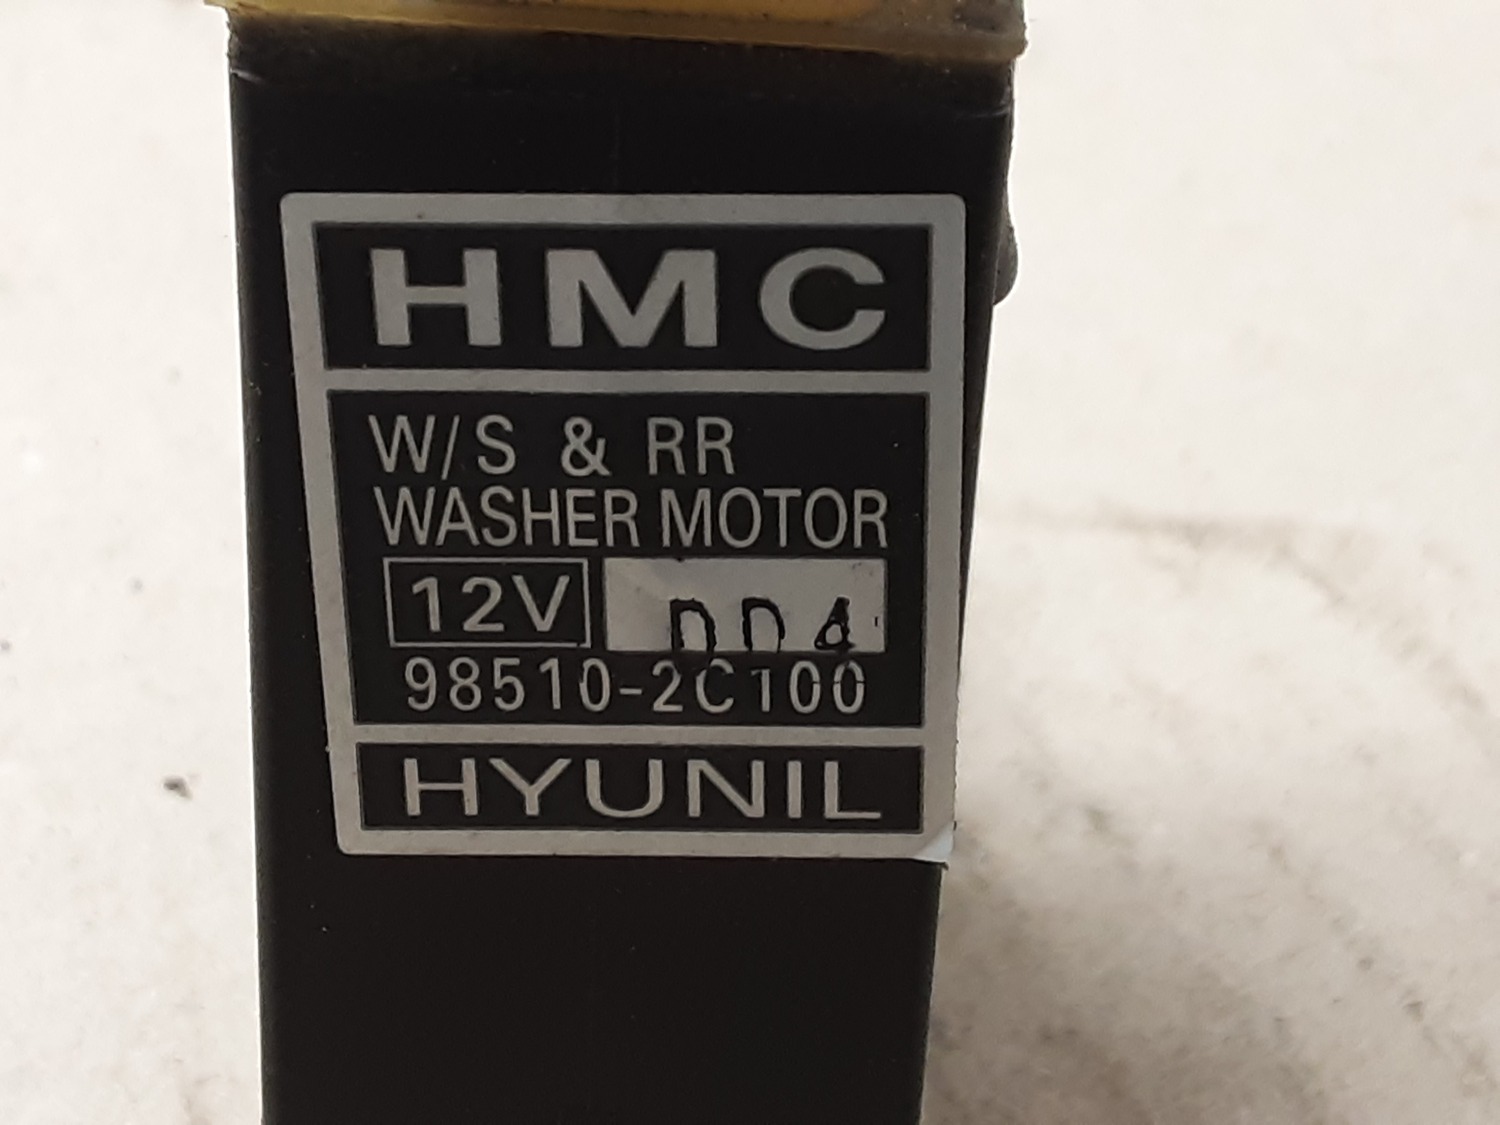 HMC
W/S & RR
WASHER MOTOR
12V DD4
98510-2C100
HYUNIL